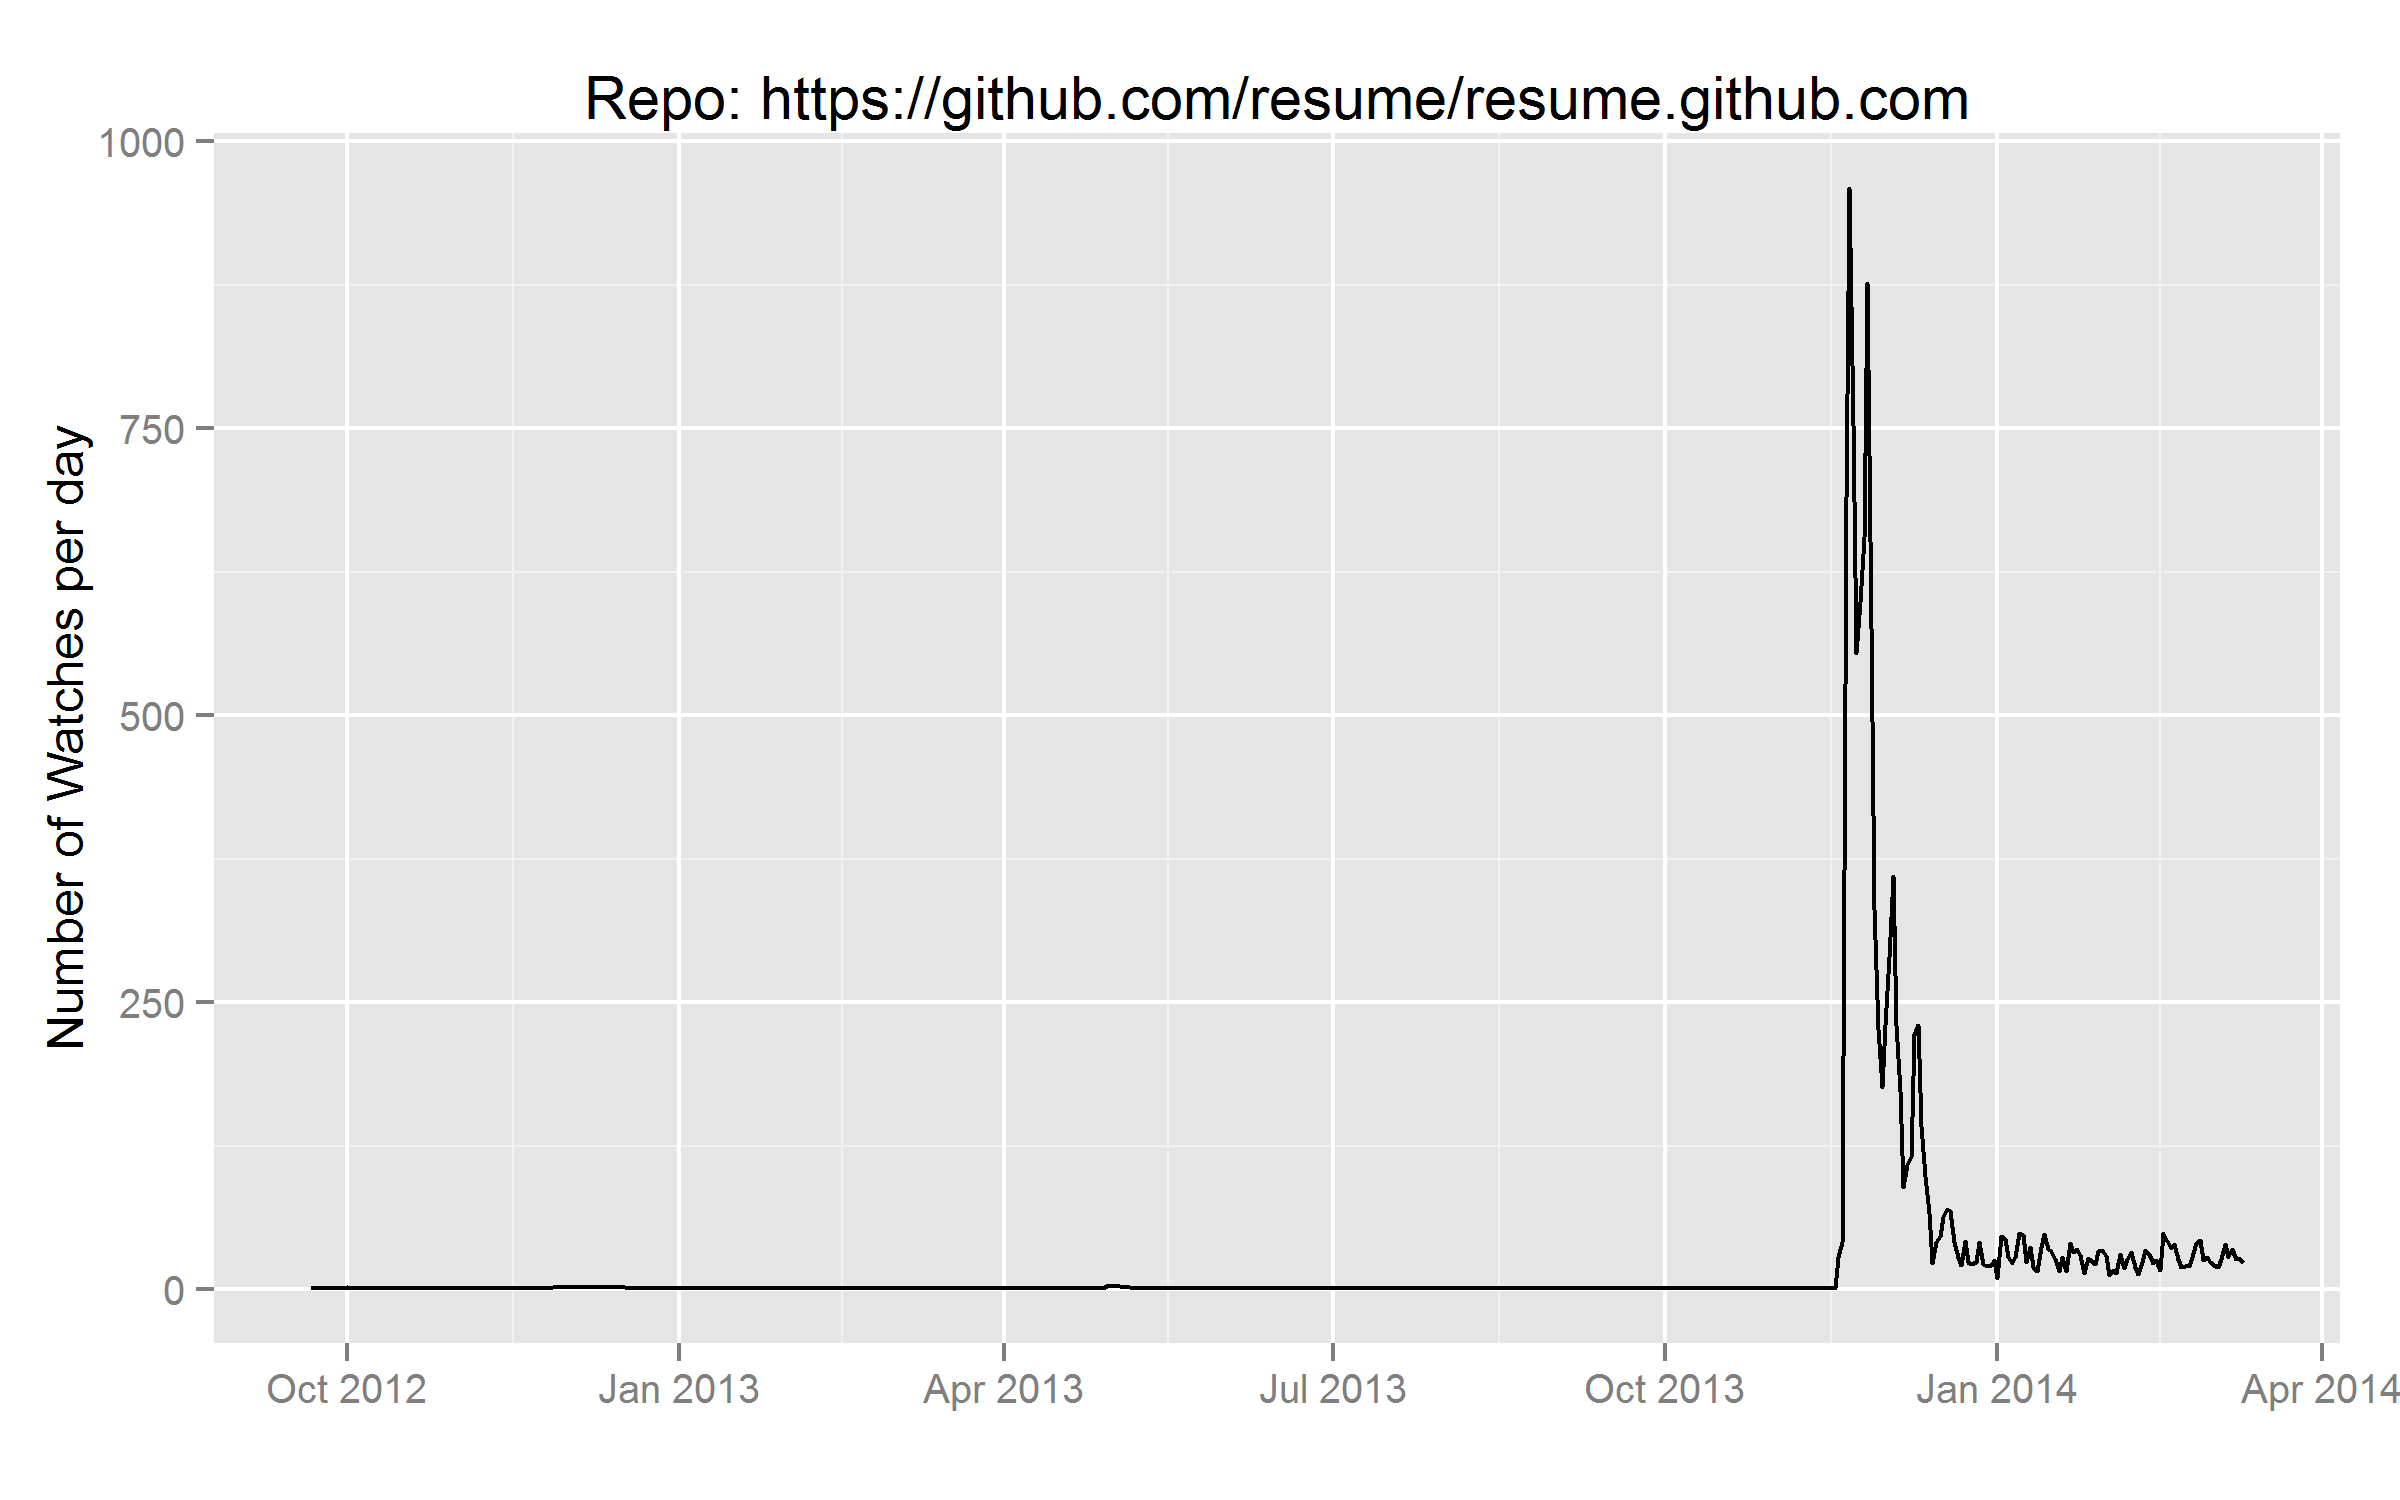 Repo: https://github.com/resume/resume.github.com
Number of Watches per day
1000
750
500
250
0
Oct 2012
Jan 2013
Apr 2013
Jul 2013
Oct 2013
Jan 2014
Apr 2014